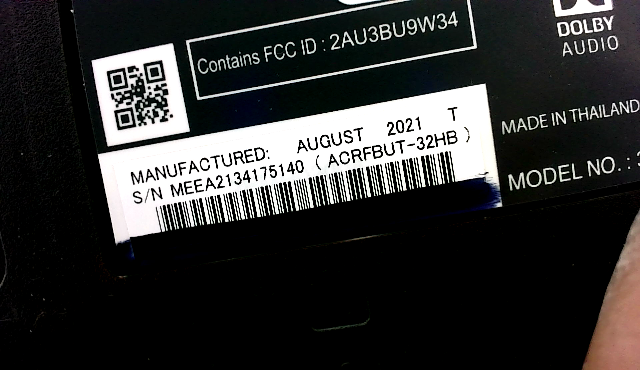 Contains FCC ID : 2AU3BU9W34
DOLBY
AUDIO
MANUFACTURED: AUGUST 2021 T
S/N MEEA2134175140 ( ACRFBUT-32HB )
MADE IN THAILAND
MODEL NO. :